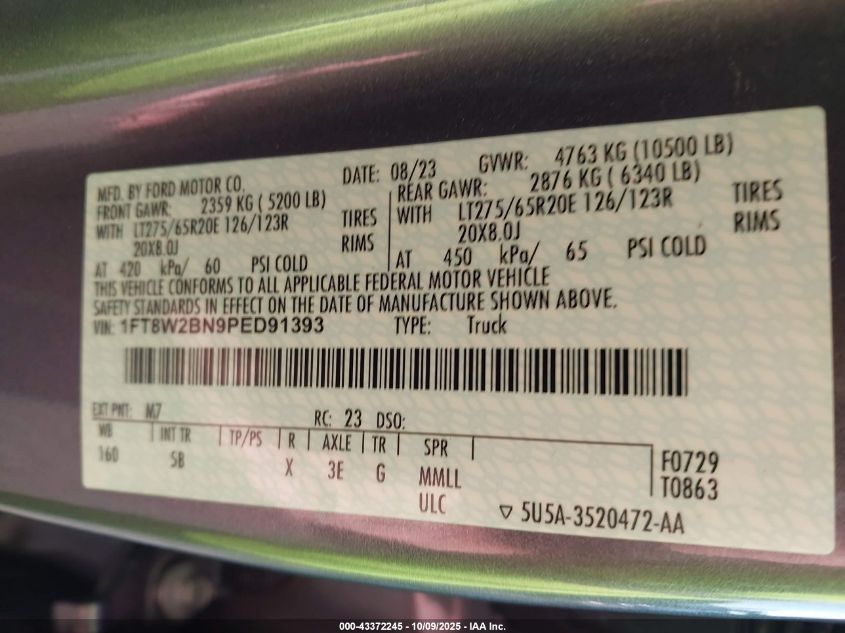 MFD. BY FORD MOTOR CO.
DATE: 08/23 GVWR: 4763 KG (10500 LB)
FRONT GAWR: 2359 KG ( 5200 LB)
REAR GAWR: 2876 KG ( 6340 LB)
WITH LT275/65R20E 126/123R TIRES
WITH LT275/65R20E 126/123R TIRES
20X8.0J RIMS
20X8.0J RIMS
AT 420 kPa/ 60 PSI COLD
AT 450 kPa/ 65 PSI COLD
THIS VEHICLE CONFORMS TO ALL APPLICABLE FEDERAL MOTOR VEHICLE
SAFETY STANDARDS IN EFFECT ON THE DATE OF MANUFACTURE SHOWN ABOVE.
VIN: 1FT8W2BN9PED91393 TYPE: Truck
EXT PNT: M7 RC: 23 DSO:
WB INT TR TP/PS R AXLE TR SPR
160 5B X 3E G MMLL
ULC
F0729
T0863
5U5A-3520472-AA
000-43372245 - 10/09/2025 - IAA Inc.